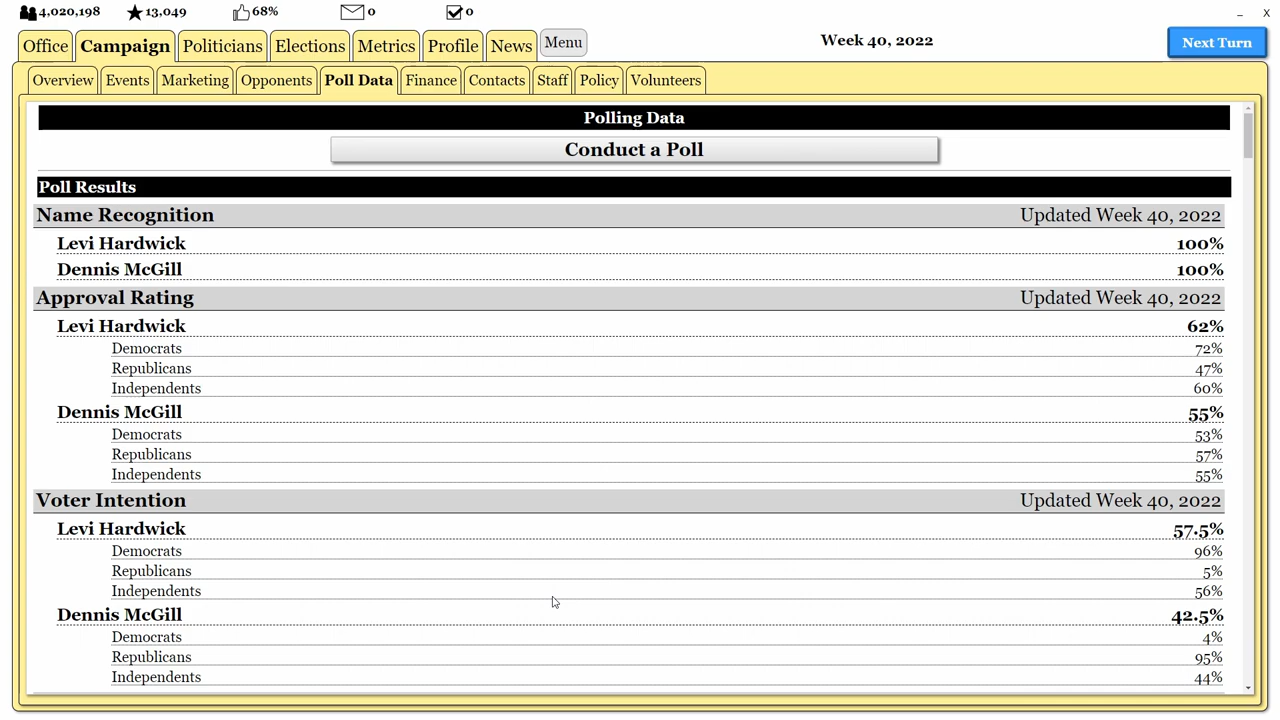 4,020,198 13,049 68% 0 0 _ X
Office Campaign Politicians Elections Metrics Profile News Menu Week 40, 2022 Next Turn
Overview Events Marketing Opponents Poll Data Finance Contacts Staff Policy Volunteers
Polling Data
Conduct a Poll
Poll Results
Name Recognition Updated Week 40, 2022
Levi Hardwick 100%
Dennis McGill 100%
Approval Rating Updated Week 40, 2022
Levi Hardwick 62%
Democrats 72%
Republicans 47%
Independents 60%
Dennis McGill 55%
Democrats 53%
Republicans 57%
Independents 55%
Voter Intention Updated Week 40, 2022
Levi Hardwick 57.5%
Democrats 96%
Republicans 5%
Independents 56%
Dennis McGill 42.5%
Democrats 4%
Republicans 95%
Independents 44%